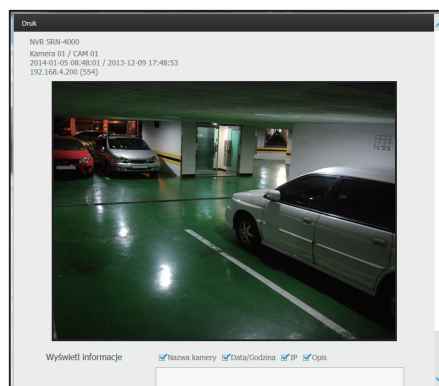 Druk
NVR SRN-4000
Kamera 01 / CAM 01
2014-01-05 08:48:01 / 2013-12-09 17:48:53
192.168.4.200 (554)
Wyświetl informacje Nazwa kamery Data/Godzina IP Opis